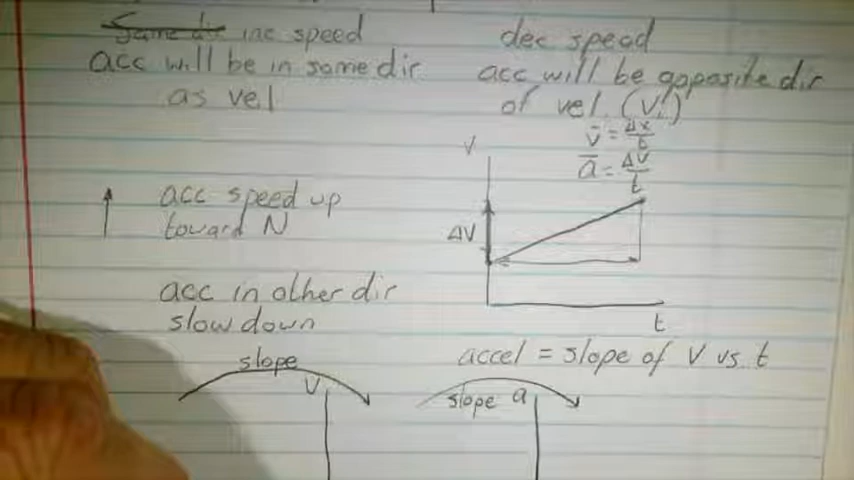 Same dir inc speed
acc will be in same dir
as vel
dec speed
acc will be opposite dir
of vel (Vi)
V̄ = Δx/t
ā = ΔV/t
V
ΔV
t
acc speed up
toward N
acc in other dir
slow down
accel = slope of V vs t
slope
V
slope a